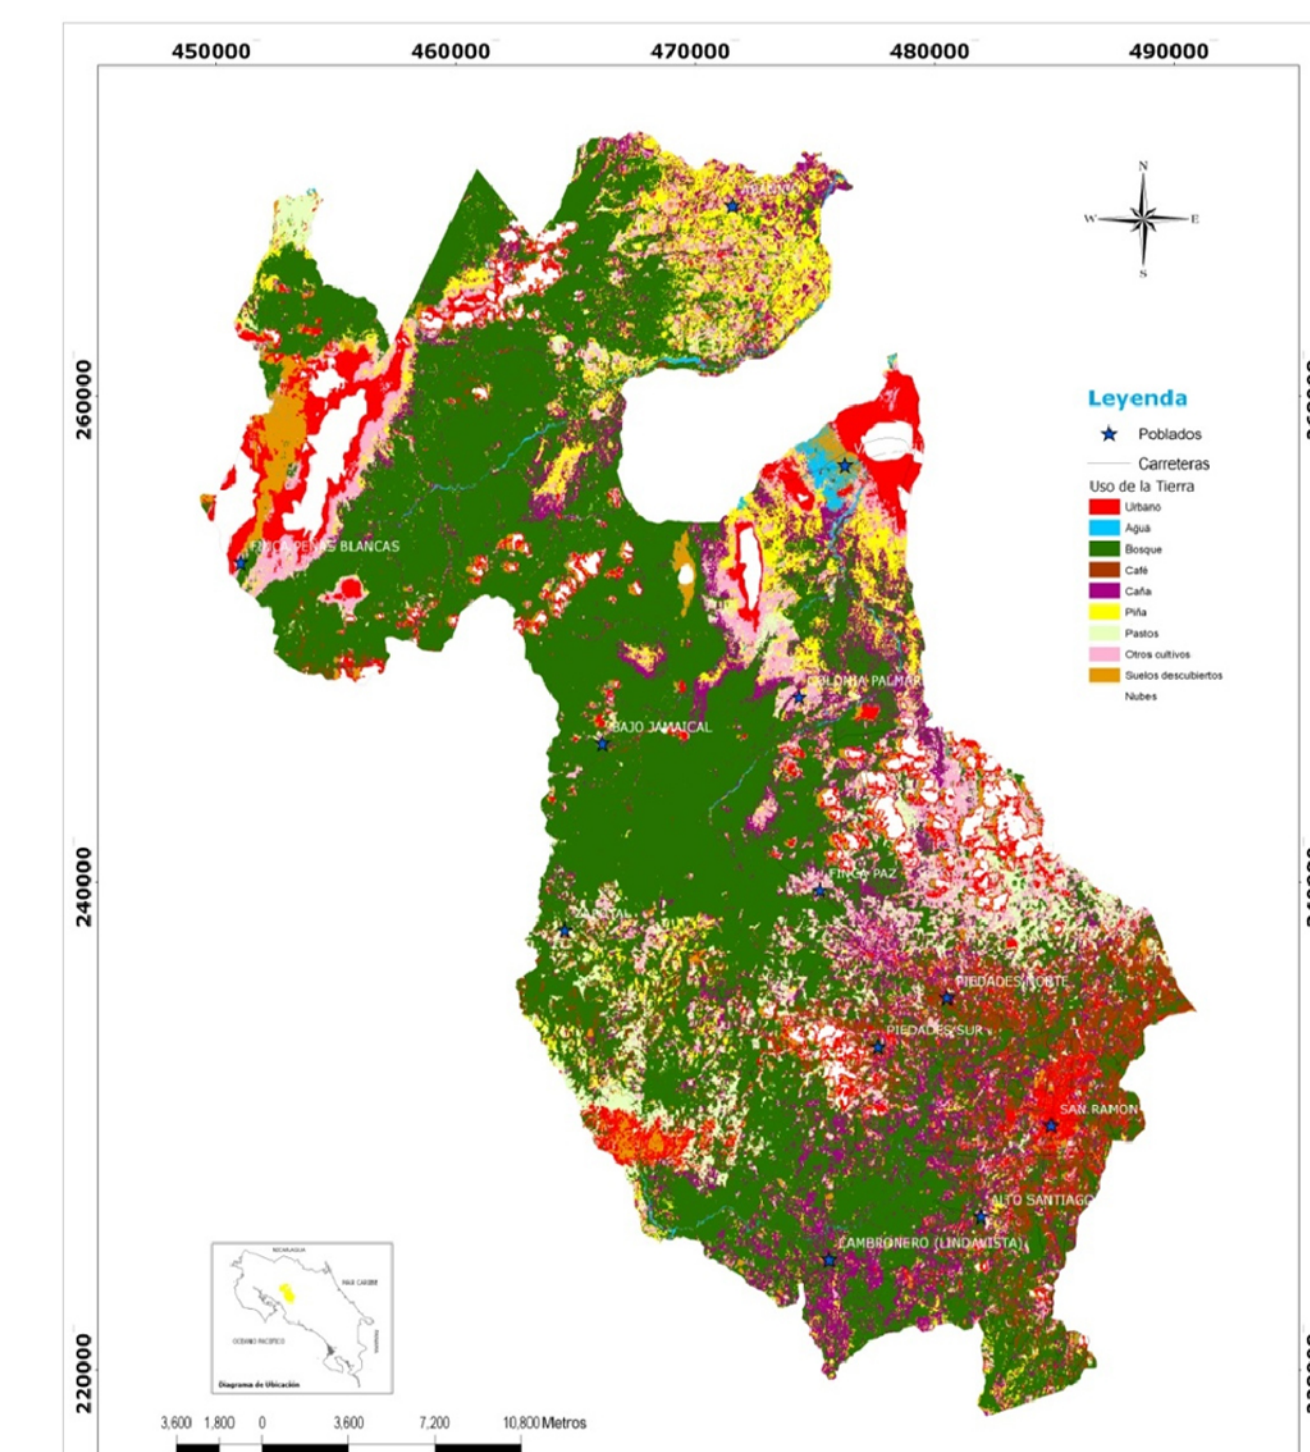 450000 460000 470000 480000 490000
N
W E
S
260000
Leyenda
Poblados
Carreteras
Uso de la Tierra
Urbano
Agua
Bosque
Café
Caña
Piña
Pastos
Otros cultivos
Suelos descubiertos
Nubes
FINCA PEÑAS BLANCAS
COLONIA PALMAR
BAJO JAMAICAL
240000
FINCA PAZ
ZAPOTAL
PIEDADES NORTE
PIEDADES SUR
SAN RAMON
ALTO SANTIAGO
CAMBRONERO (LINDAVISTA)
NICARAGUA
MAR CARIBE
OCEANO PACIFICO
Diagrama de Ubicación
220000
3,600 1,800 0 3,600 7,200 10,800 Metros